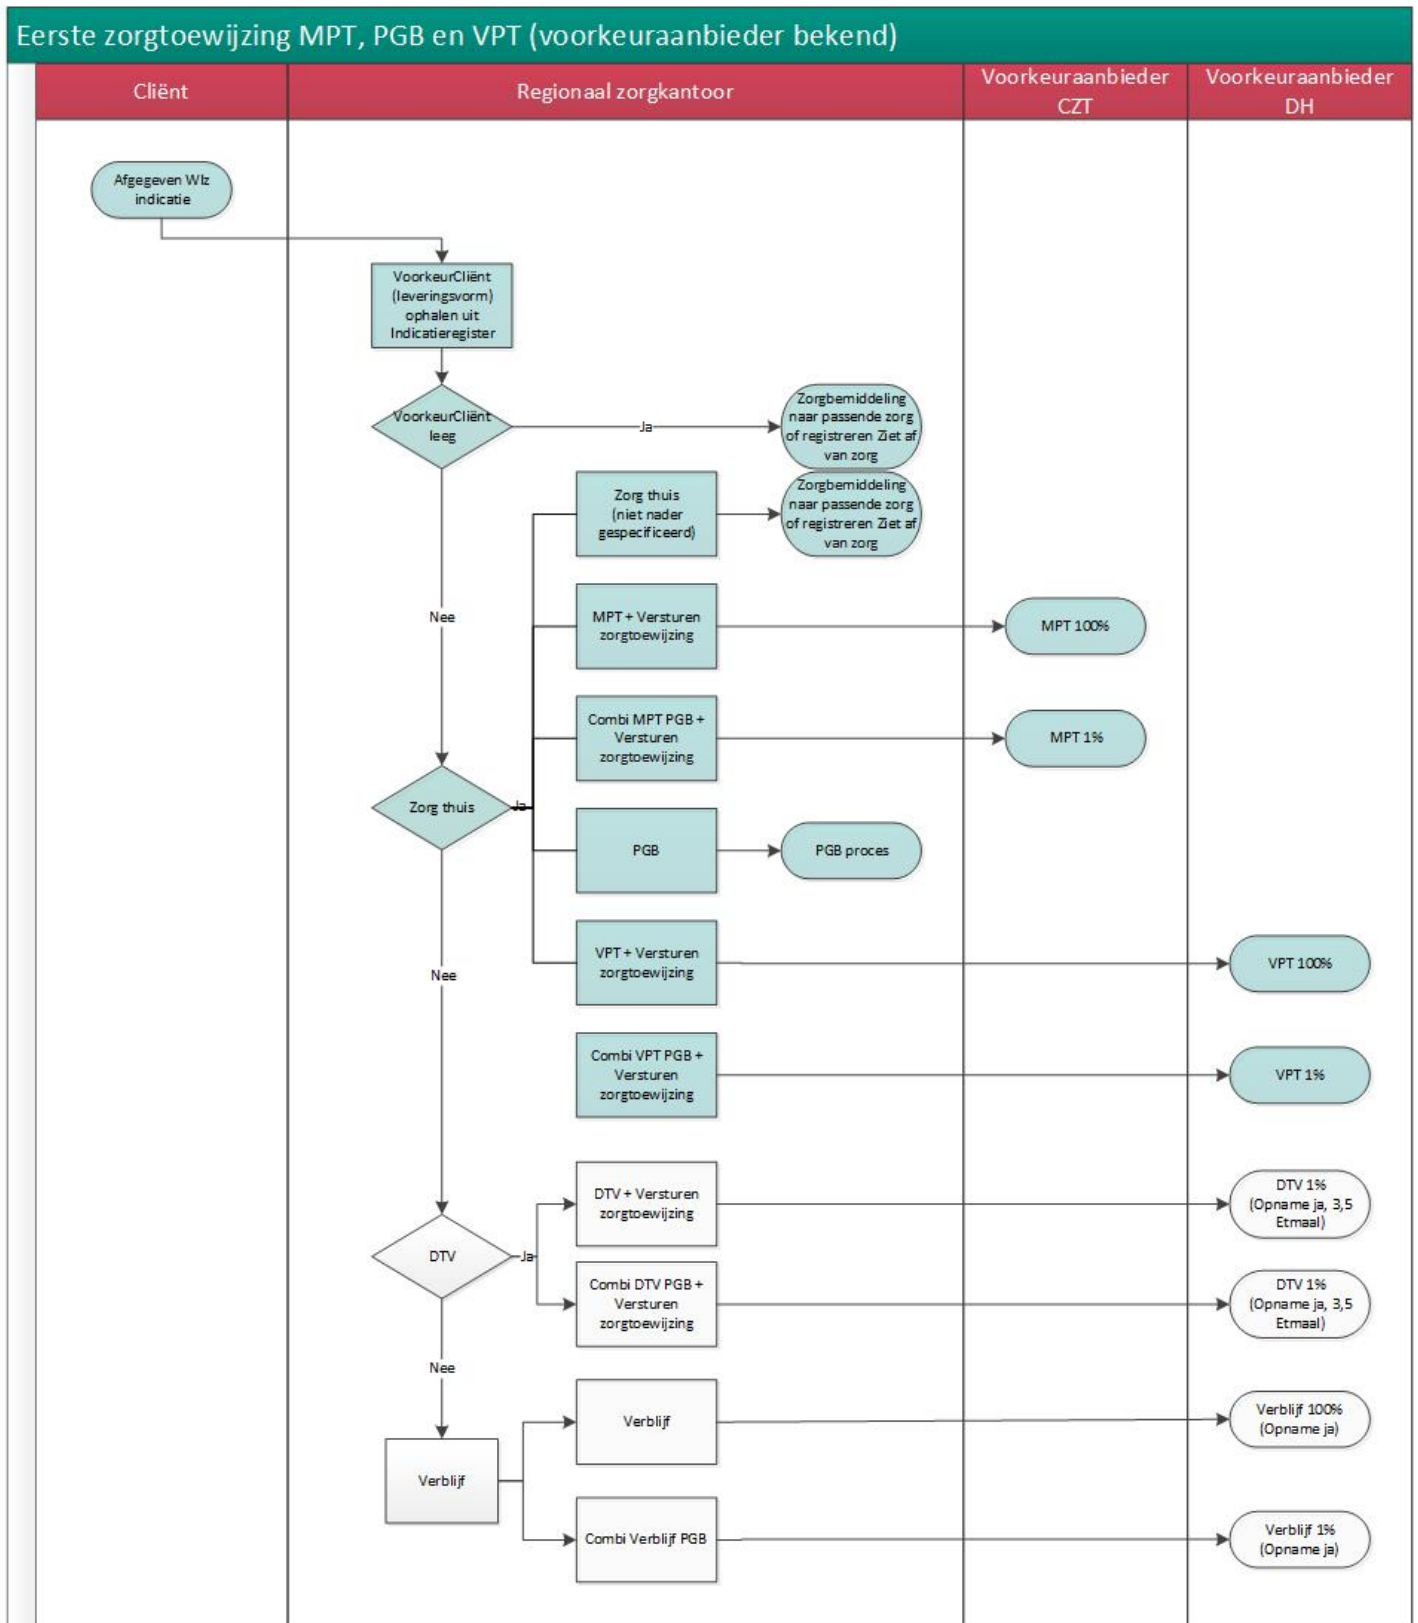 Eerste zorgtoewijzing MPT, PGB en VPT (voorkeuraanbieder bekend)
Cliënt
Regionaal zorgkantoor
Voorkeuraanbieder
CZT
Voorkeuraanbieder
DH
Afgegeven Wlz
indicatie
VoorkeurCliënt
(leveringsvorm)
ophalen uit
Indicatieregister
VoorkeurCliënt
leeg
Ja
Zorgbemiddeling
naar passende zorg
of registreren Ziet af
van zorg
Zorg thuis
(niet nader
gespecificeerd)
Zorgbemiddeling
naar passende zorg
of registreren Ziet af
van zorg
Nee
MPT + Versturen
zorgtoewijzing
MPT 100%
Combi MPT PGB +
Versturen
zorgtoewijzing
MPT 1%
Zorg thuis
Ja
PGB
PGB proces
VPT + Versturen
zorgtoewijzing
VPT 100%
Nee
Combi VPT PGB +
Versturen
zorgtoewijzing
VPT 1%
DTV + Versturen
zorgtoewijzing
DTV 1%
(Opname ja, 3,5
Etmaal)
DTV
Ja
Combi DTV PGB +
Versturen
zorgtoewijzing
DTV 1%
(Opname ja, 3,5
Etmaal)
Nee
Verblijf
Verblijf 100%
(Opname ja)
Verblijf
Combi Verblijf PGB
Verblijf 1%
(Opname ja)